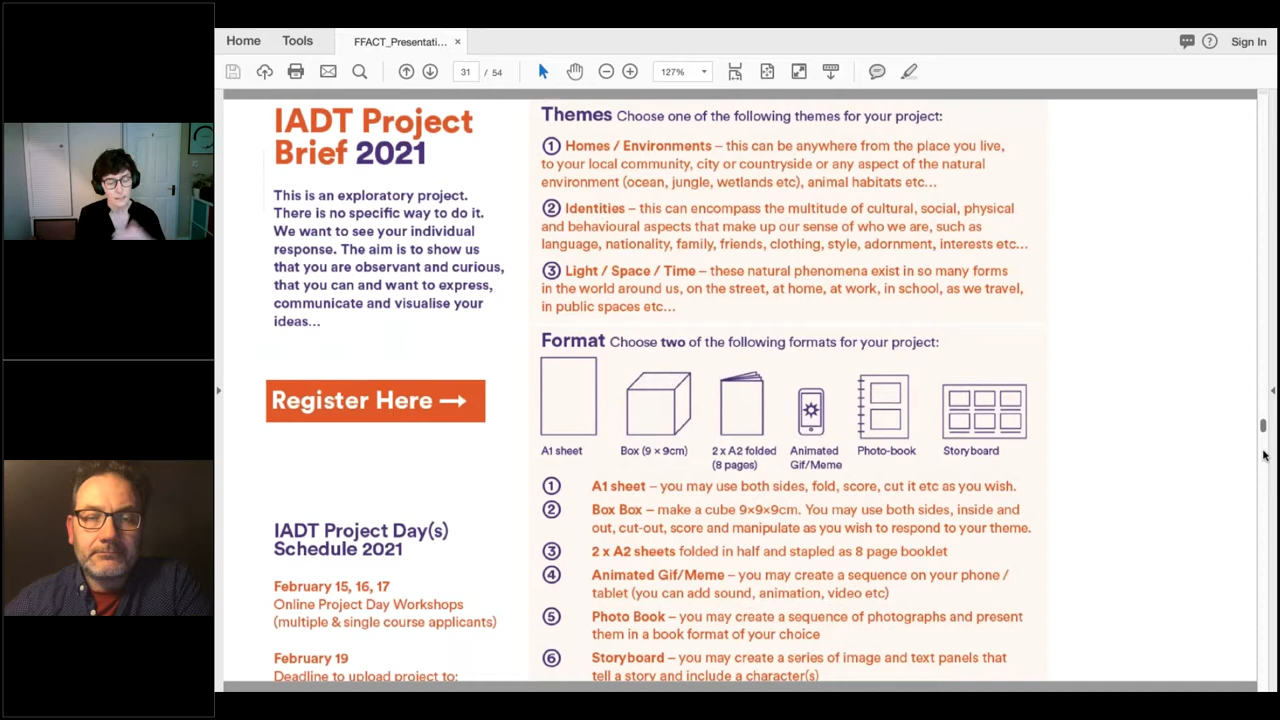 Home Tools FFACT_Presentati... × Sign In
31 / 54 127%
IADT Project
Brief 2021
This is an exploratory project.
There is no specific way to do it.
We want to see your individual
response. The aim is to show us
that you are observant and curious,
that you can and want to express,
communicate and visualise your
ideas...
Register Here →
IADT Project Day(s)
Schedule 2021
February 15, 16, 17
Online Project Day Workshops
(multiple & single course applicants)
February 19
Deadline to upload project to:
Themes Choose one of the following themes for your project:
1 Homes / Environments – this can be anywhere from the place you live,
to your local community, city or countryside or any aspect of the natural
environment (ocean, jungle, wetlands etc), animal habitats etc...
2 Identities – this can encompass the multitude of cultural, social, physical
and behavioural aspects that make up our sense of who we are, such as
language, nationality, family, friends, clothing, style, adornment, interests etc...
3 Light / Space / Time – these natural phenomena exist in so many forms
in the world around us, on the street, at home, at work, in school, as we travel,
in public spaces etc...
Format Choose two of the following formats for your project:
A1 sheet Box (9 × 9cm) 2 x A2 folded Animated Photo-book Storyboard
(8 pages) Gif/Meme
1 A1 sheet – you may use both sides, fold, score, cut it etc as you wish.
2 Box Box – make a cube 9×9×9cm. You may use both sides, inside and
out, cut-out, score and manipulate as you wish to respond to your theme.
3 2 x A2 sheets folded in half and stapled as 8 page booklet
4 Animated Gif/Meme – you may create a sequence on your phone /
tablet (you can add sound, animation, video etc)
5 Photo Book – you may create a sequence of photographs and present
them in a book format of your choice
6 Storyboard – you may create a series of image and text panels that
tell a story and include a character(s)